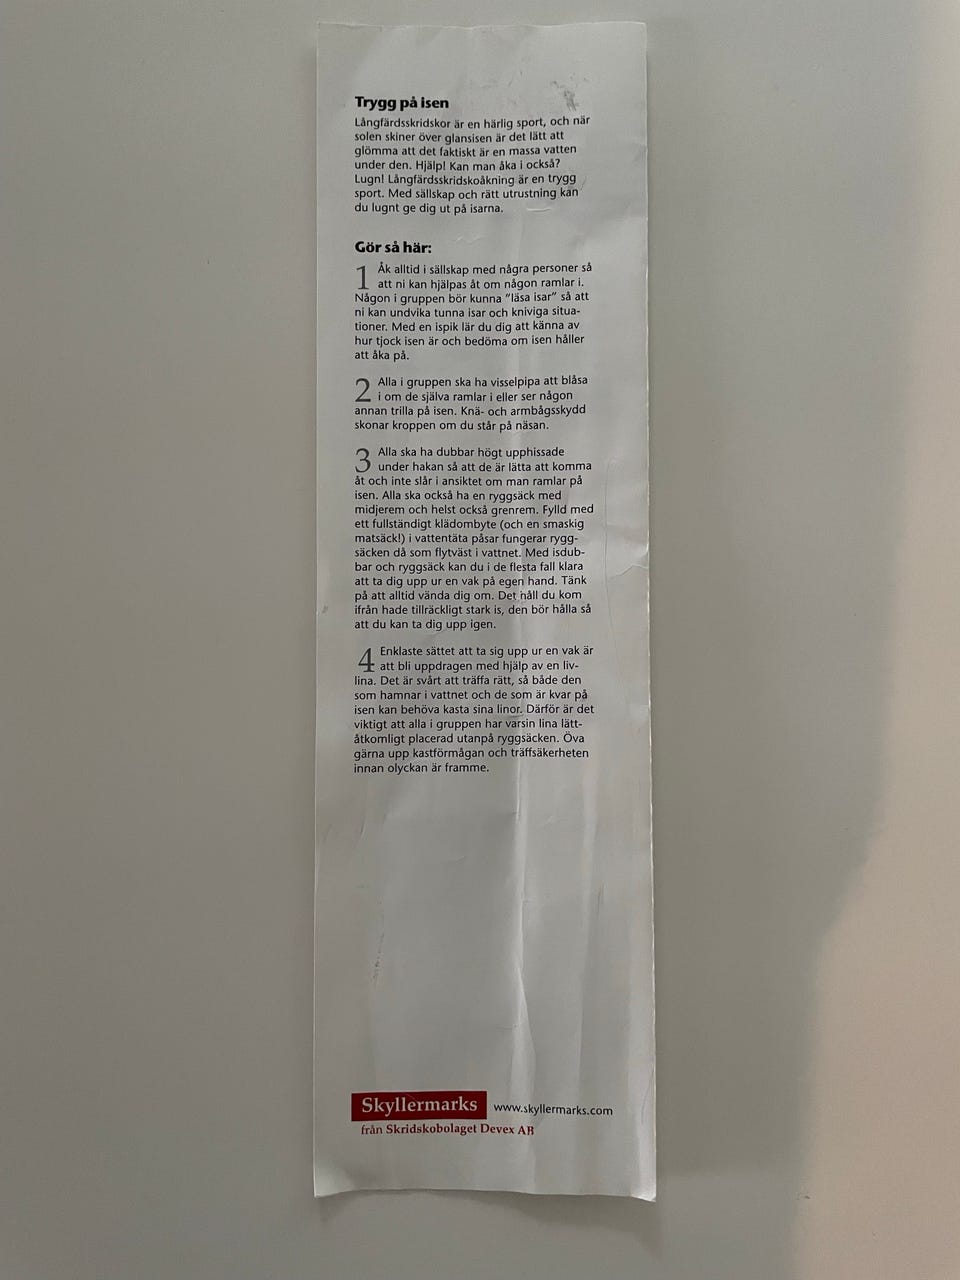 Trygg på isen
Långfärdsskridskor är en härlig sport, och när
solen skiner över glansisen är det lätt att
glömma att det faktiskt är en massa vatten
under den. Hjälp! Kan man åka i också?
Lugn! Långfärdsskridskoåkning är en trygg
sport. Med sällskap och rätt utrustning kan
du lugnt ge dig ut på isarna.
Gör så här:
1 Åk alltid i sällskap med några personer så
att ni kan hjälpas åt om någon ramlar i.
Någon i gruppen bör kunna ”läsa isar” så att
ni kan undvika tunna isar och kniviga situa-
tioner. Med en ispik lär du dig att känna av
hur tjock isen är och bedöma om isen håller
att åka på.
2 Alla i gruppen ska ha visselpipa att blåsa
i om de själva ramlar i eller ser någon
annan trilla på isen. Knä- och armbågsskydd
skonar kroppen om du står på näsan.
3 Alla ska ha dubbar högt upphissade
under hakan så att de är lätta att komma
åt och inte slår i ansiktet om man ramlar på
isen. Alla ska också ha en ryggsäck med
midjerem och helst också grenrem. Fylld med
ett fullständigt klädombyte (och en smaskig
matsäck!) i vattentäta påsar fungerar rygg-
säcken då som flytväst i vattnet. Med isdub-
bar och ryggsäck kan du i de flesta fall klara
att ta dig upp ur en vak på egen hand. Tänk
på att alltid vända dig om. Det håll du kom
ifrån hade tillräckligt stark is, den bör hålla så
att du kan ta dig upp igen.
4 Enklaste sättet att ta sig upp ur en vak är
att bli uppdragen med hjälp av en liv-
lina. Det är svårt att träffa rätt, så både den
som hamnar i vattnet och de som är kvar på
isen kan behöva kasta sina linor. Därför är det
viktigt att alla i gruppen har varsin lina lätt-
åtkomligt placerad utanpå ryggsäcken. Öva
gärna upp kastförmågan och träffsäkerheten
innan olyckan är framme.
Skyllermarks www.skyllermarks.com
från Skridskobolaget Devex AB